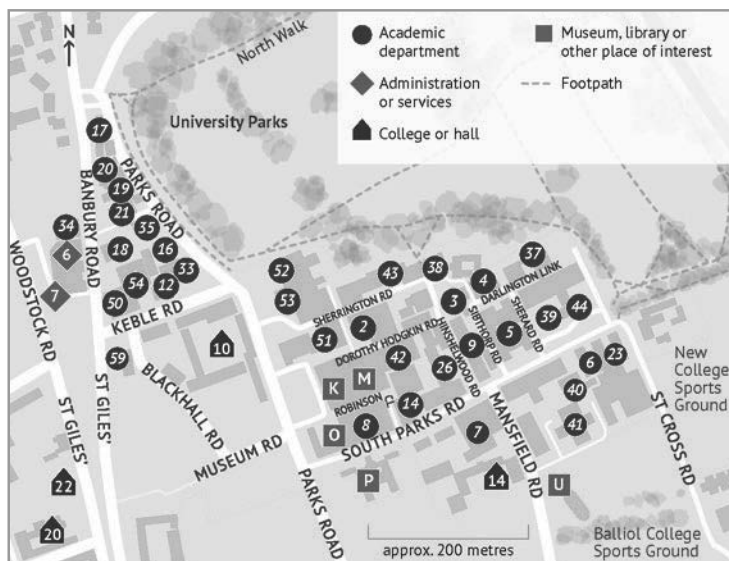 N
North Walk
University Parks
Academic
department
Administration
or services
College or hall
Museum, library or
other place of interest
Footpath
17
20
19
21
35
34
6
18
16
33
54
12
7
50
59
BANBURY ROAD
PARKS ROAD
WOODSTOCK RD
KEBLE RD
BLACKHALL RD
ST GILES'
ST GILES'
MUSEUM RD
PARKS ROAD
10
22
20
52
53
43
38
4
37
SHERRINGTON RD
DARLINGTON LINK
3
2
51
DOROTHY HODGKIN RD
42
HINSHELWOOD RD
SIBTHORP RD
SHERARD RD
9
5
39
44
26
K
M
ROBINSON CL
14
8
O
P
SOUTH PARKS RD
7
14
MANSFIELD RD
U
6
23
40
41
ST CROSS RD
New
College
Sports
Ground
Balliol College
Sports Ground
approx. 200 metres